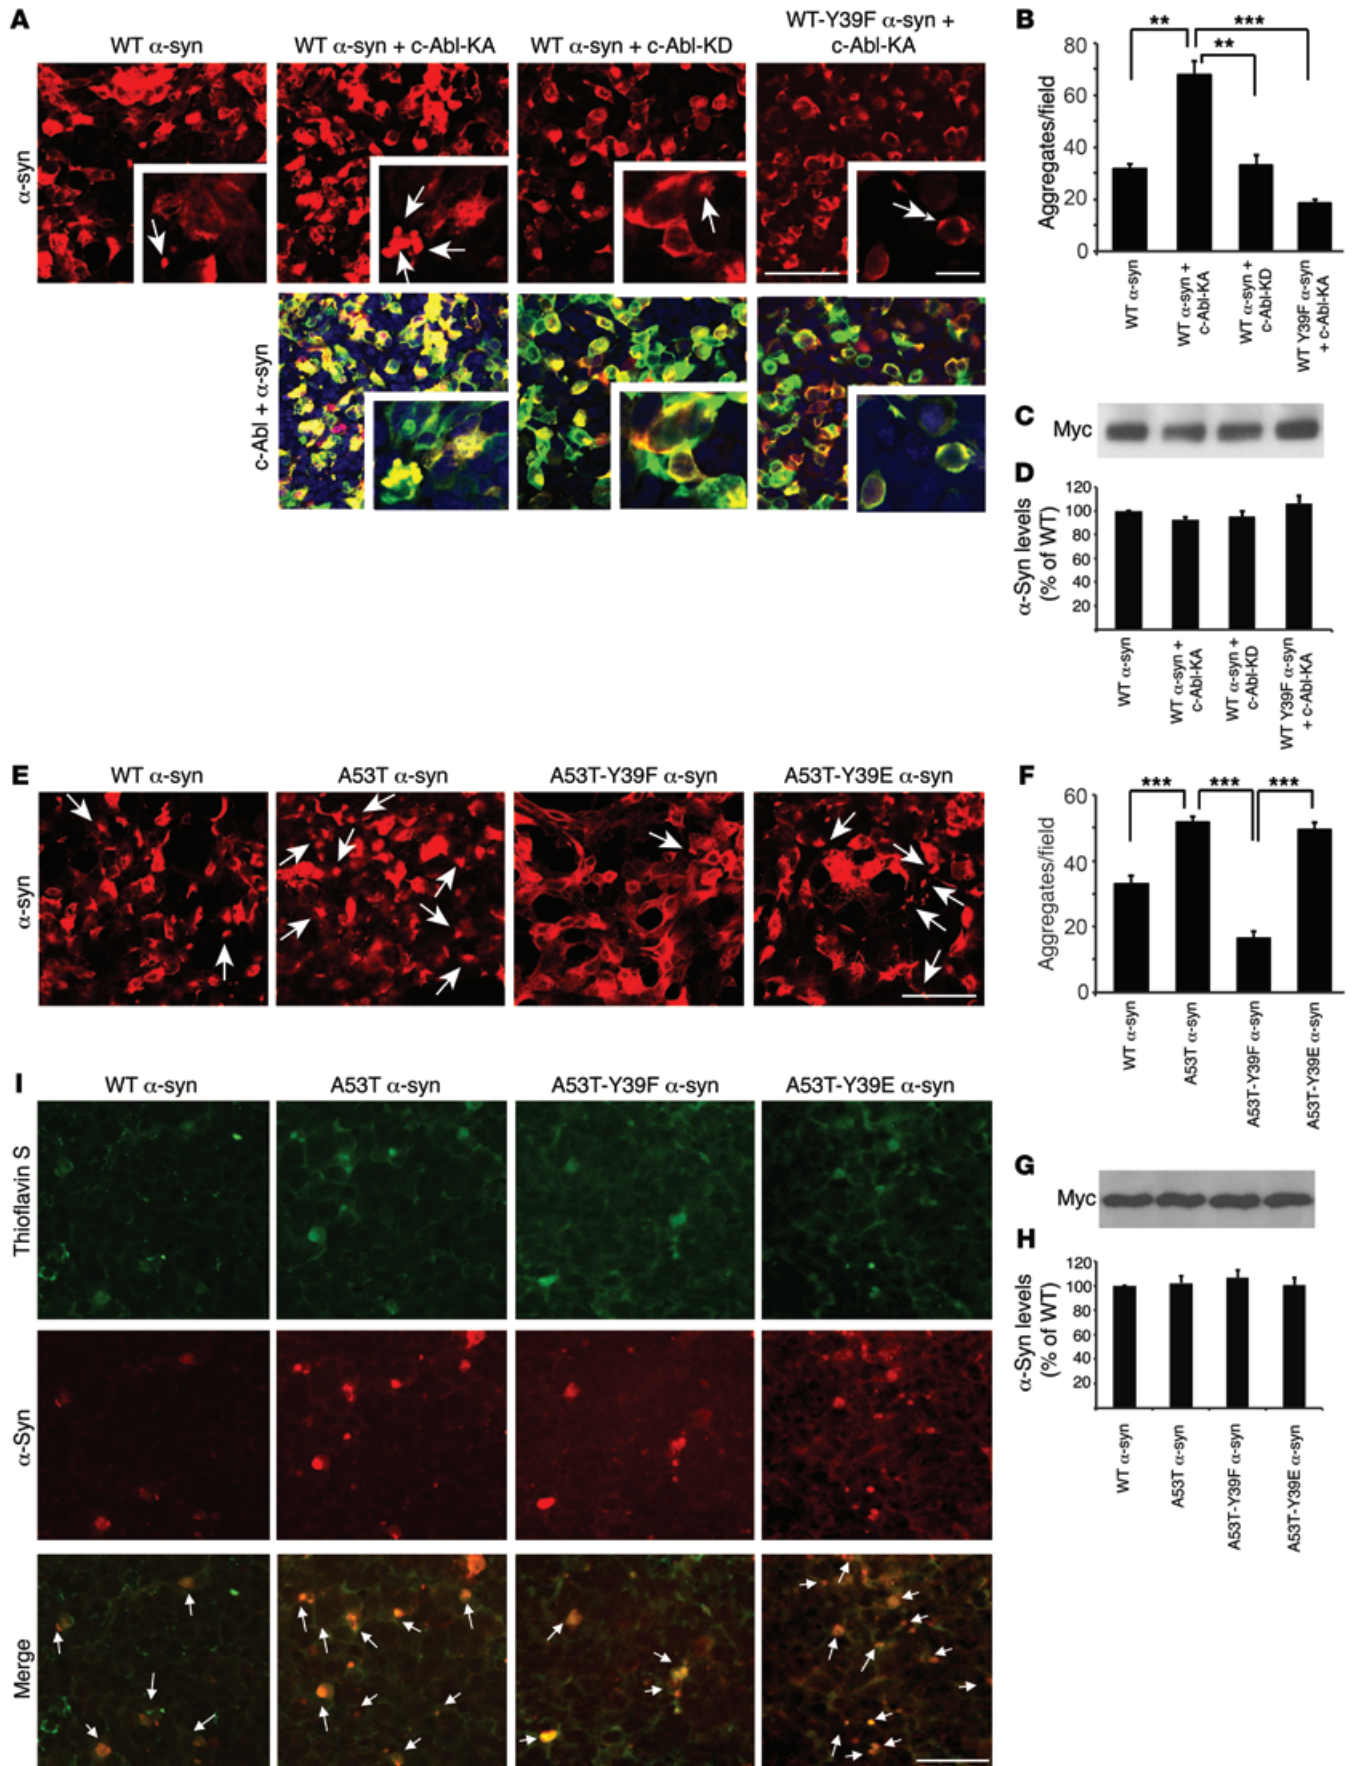 A
WT α-syn
WT α-syn + c-Abl-KA
WT α-syn + c-Abl-KD
WT-Y39F α-syn +
c-Abl-KA
α-syn
c-Abl + α-syn
B
** ***
**
Aggregates/field
80
60
40
20
0
WT α-syn
WT α-syn +
c-Abl-KA
WT α-syn +
c-Abl-KD
WT Y39F α-syn
+ c-Abl-KA
C
Myc
D
α-Syn levels
(% of WT)
120
100
80
60
40
20
WT α-syn
WT α-syn +
c-Abl-KA
WT α-syn +
c-Abl-KD
WT Y39F α-syn
+ c-Abl-KA
E
WT α-syn
A53T α-syn
A53T-Y39F α-syn
A53T-Y39E α-syn
α-syn
F
*** *** ***
Aggregates/field
60
40
20
0
WT α-syn
A53T α-syn
A53T-Y39F α-syn
A53T-Y39E α-syn
G
Myc
H
α-Syn levels
(% of WT)
120
100
80
60
40
20
WT α-syn
A53T α-syn
A53T-Y39F α-syn
A53T-Y39E α-syn
I
WT α-syn
A53T α-syn
A53T-Y39F α-syn
A53T-Y39E α-syn
Thioflavin S
α-Syn
Merge